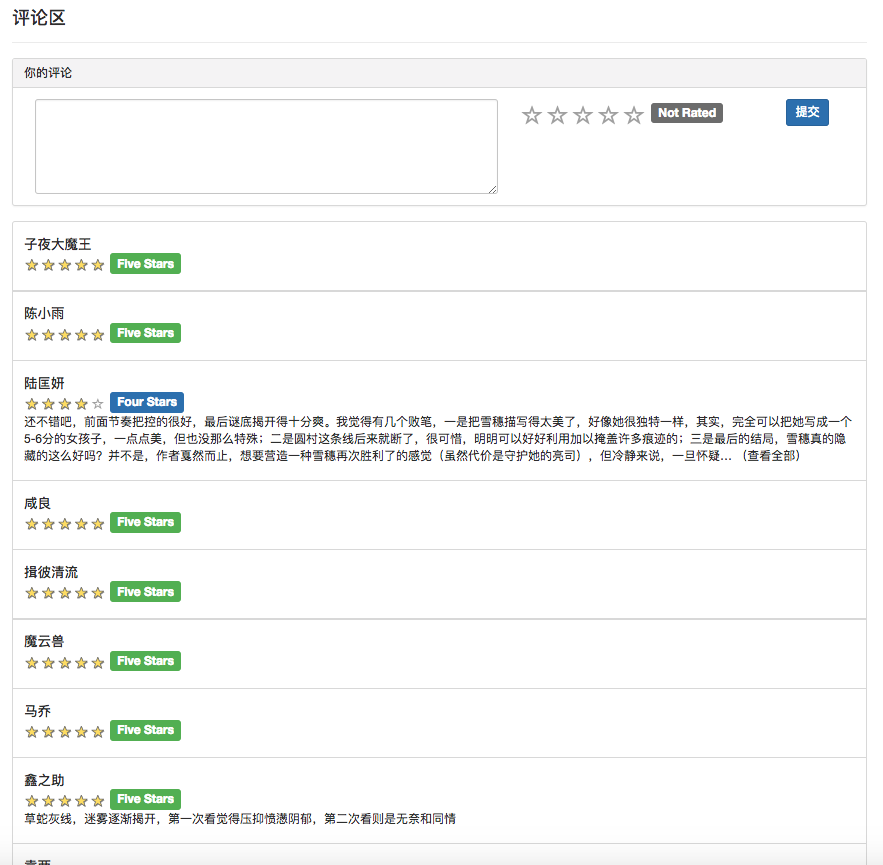 评论区
你的评论
Not Rated
提交
子夜大魔王
Five Stars
陈小雨
Five Stars
陆匡妍
Four Stars
还不错吧，前面节奏把控的很好，最后谜底揭开得十分爽。我觉得有几个败笔，一是把雪穗描写得太美了，好像她很独特一样，其实，完全可以把她写成一个
5-6分的女孩子，一点点美，但也没那么特殊；二是圆村这条线后来就断了，很可惜，明明可以好好利用加以掩盖许多痕迹的；三是最后的结局，雪穗真的隐
藏的这么好吗？并不是，作者戛然而止，想要营造一种雪穗再次胜利了的感觉（虽然代价是守护她的亮司），但冷静来说，一旦怀疑... （查看全部）
咸良
Five Stars
揖彼清流
Five Stars
魔云兽
Five Stars
马乔
Five Stars
鑫之助
Five Stars
草蛇灰线，迷雾逐渐揭开，第一次看觉得压抑愤懑阴郁，第二次看则是无奈和同情